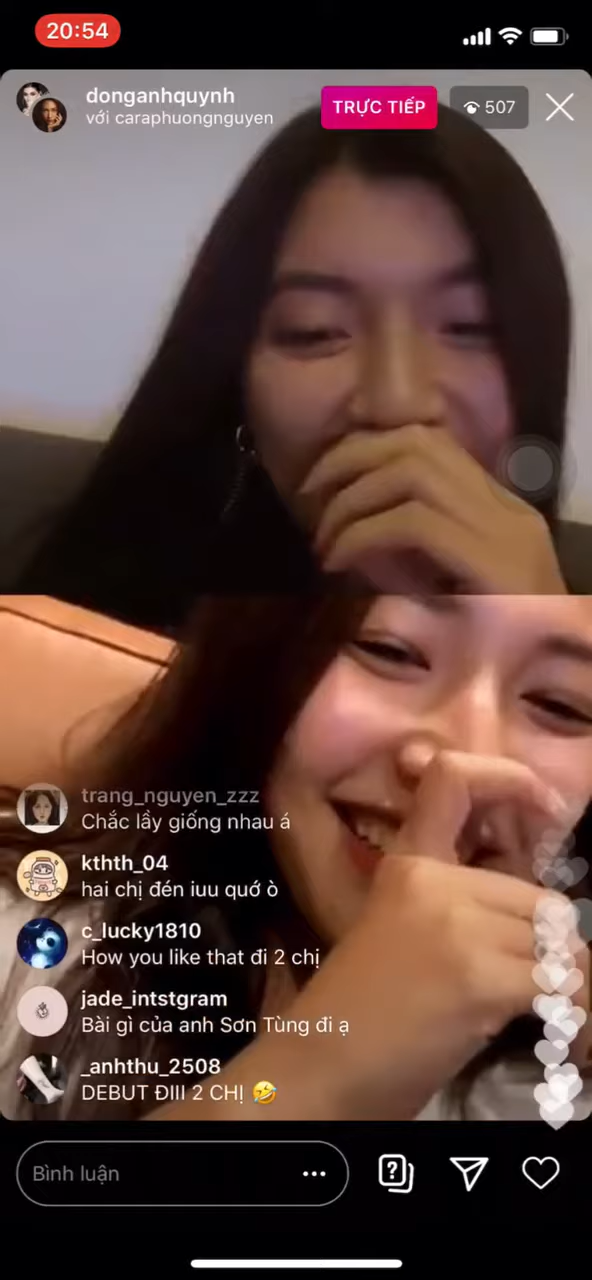 20:54
donganhquynh
với caraphuongnguyen
TRỰC TIẾP
507
trang_nguyen_zzz
Chắc lầy giống nhau á
kthth_04
hai chị đén iuu quớ ò
c_lucky1810
How you like that đi 2 chị
jade_intstgram
Bài gì của anh Sơn Tùng đi ạ
_anhthu_2508
DEBUT ĐIII 2 CHỊ 🤣
Bình luận